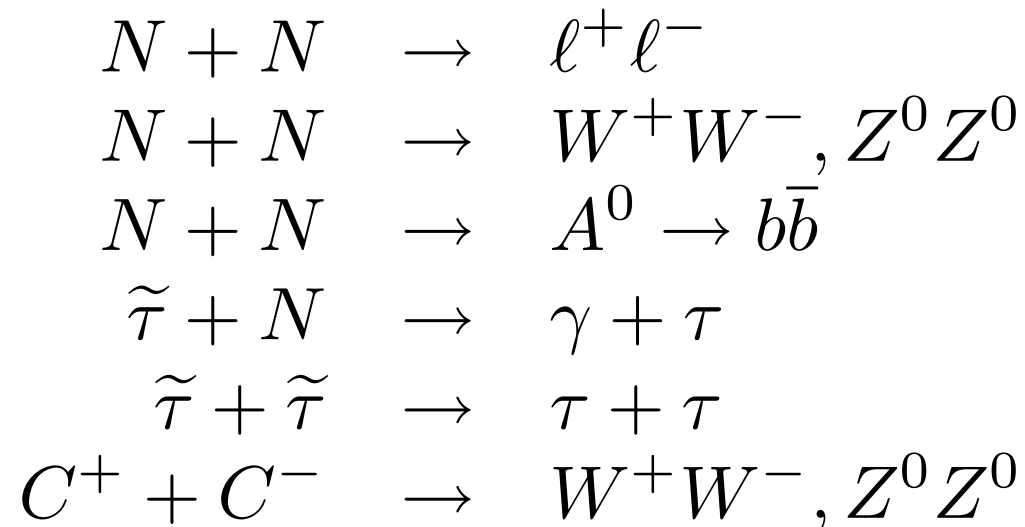 N + N → ℓ⁺ℓ⁻
N + N → W⁺W⁻, Z⁰Z⁰
N + N → A⁰ → bb̅
τ̃ + N → γ + τ
τ̃ + τ̃ → τ + τ
C⁺ + C⁻ → W⁺W⁻, Z⁰Z⁰